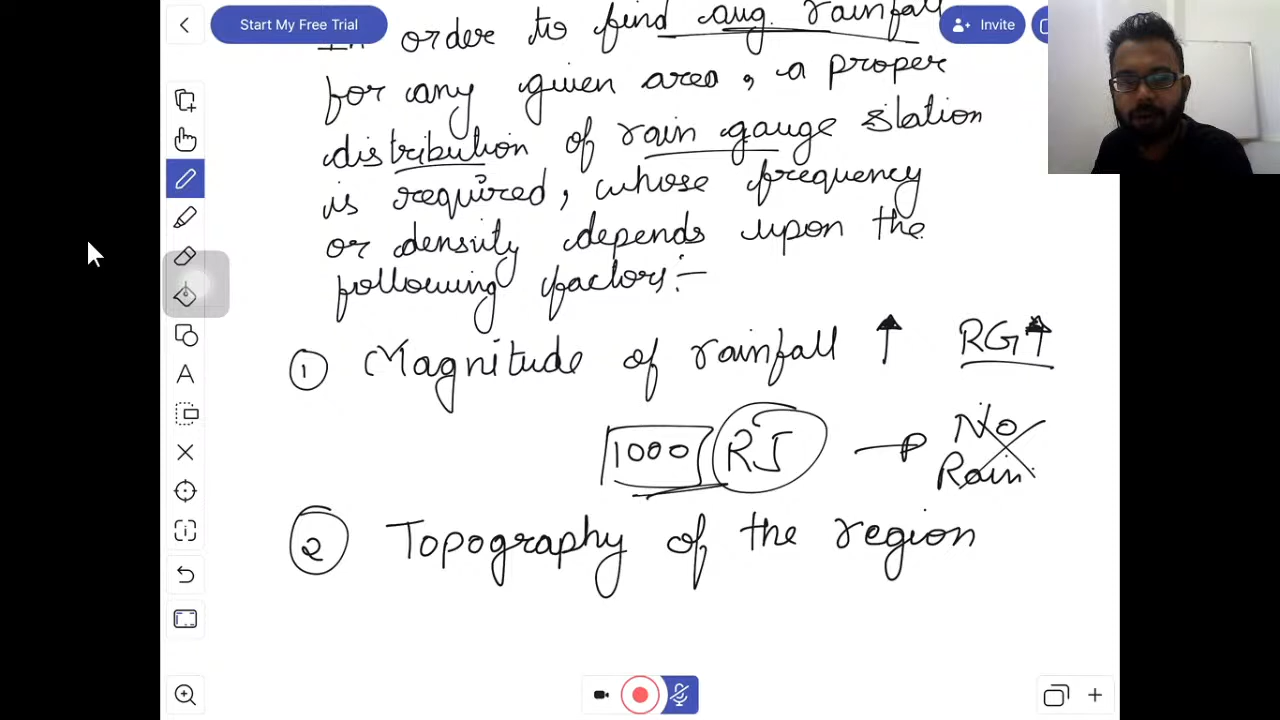 Start My Free Trial
Invite
In order to find avg. rainfall
for any given area, a proper
distribution of rain gauge station
is required, whose frequency
or density depends upon the
following factors:-
1 Magnitude of rainfall ↑ RG↑
1000 RJ → No
Rain
2 Topography of the region